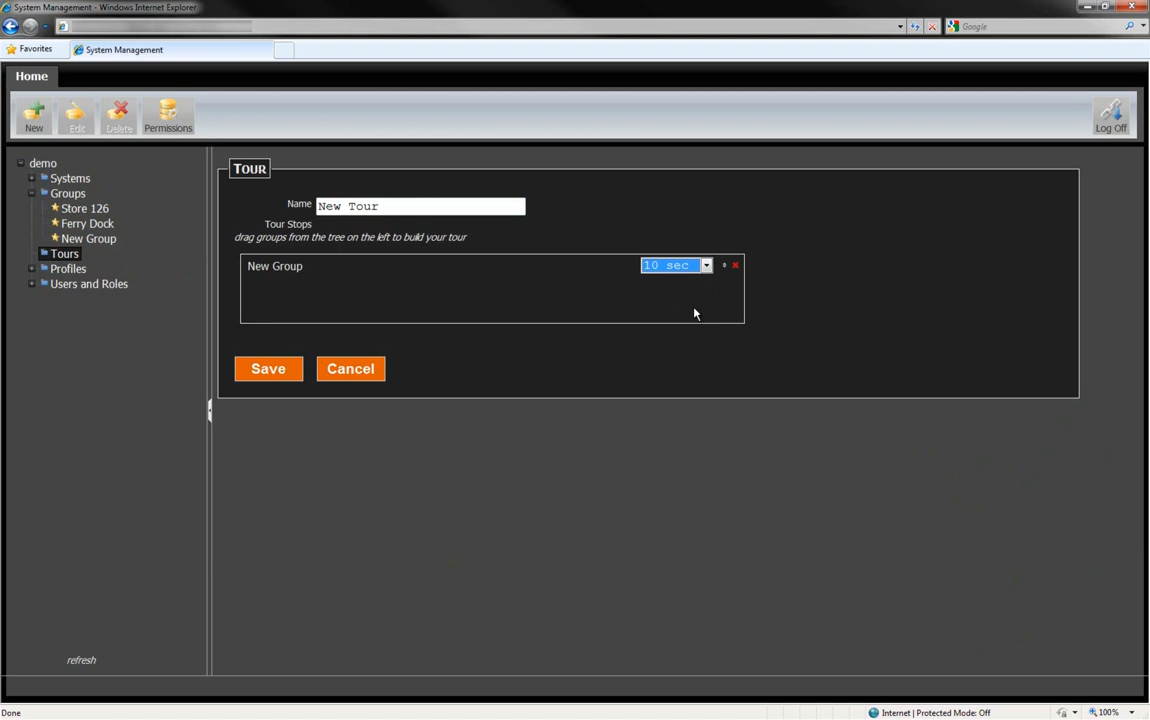 System Management - Windows Internet Explorer
Google
Favorites
System Management
Home
New
Edit
Delete
Permissions
Log Off
demo
Systems
Groups
Store 126
Ferry Dock
New Group
Tours
Profiles
Users and Roles
refresh
TOUR
Name
New Tour
Tour Stops
drag groups from the tree on the left to build your tour
New Group
10 sec
Save
Cancel
Done
Internet | Protected Mode: Off
100%